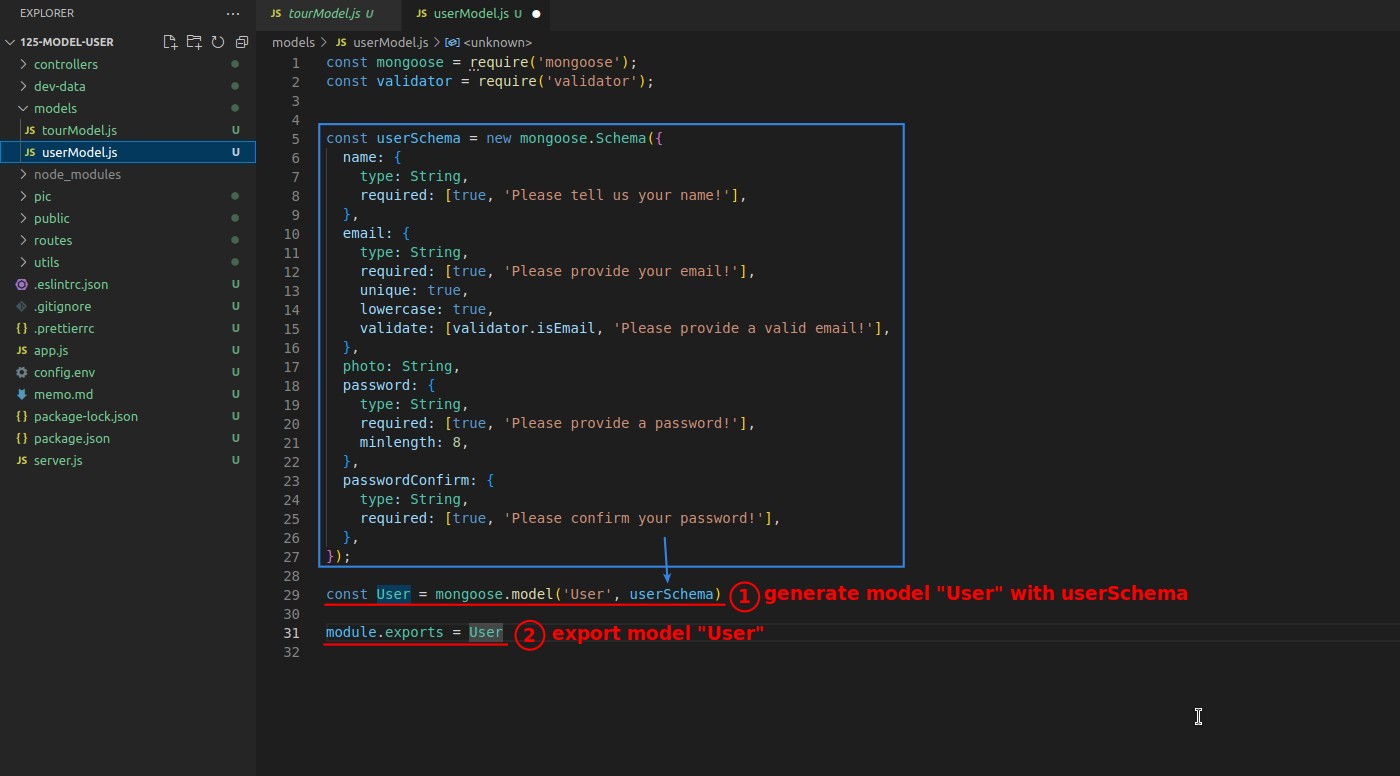 EXPLORER
125-MODEL-USER
controllers
dev-data
models
JS tourModel.js U
JS userModel.js U
node_modules
pic
public
routes
utils
.eslintrc.json U
.gitignore U
{} .prettierrc U
JS app.js U
config.env U
memo.md U
{} package-lock.json U
{} package.json U
JS server.js U
JS tourModel.js U
JS userModel.js U
models > JS userModel.js > <unknown>
1 const mongoose = require('mongoose');
2 const validator = require('validator');
3
4
5 const userSchema = new mongoose.Schema({
6 name: {
7 type: String,
8 required: [true, 'Please tell us your name!'],
9 },
10 email: {
11 type: String,
12 required: [true, 'Please provide your email!'],
13 unique: true,
14 lowercase: true,
15 validate: [validator.isEmail, 'Please provide a valid email!'],
16 },
17 photo: String,
18 password: {
19 type: String,
20 required: [true, 'Please provide a password!'],
21 minlength: 8,
22 },
23 passwordConfirm: {
24 type: String,
25 required: [true, 'Please confirm your password!'],
26 },
27 });
28
29 const User = mongoose.model('User', userSchema) 1 generate model "User" with userSchema
30
31 module.exports = User 2 export model "User"
32